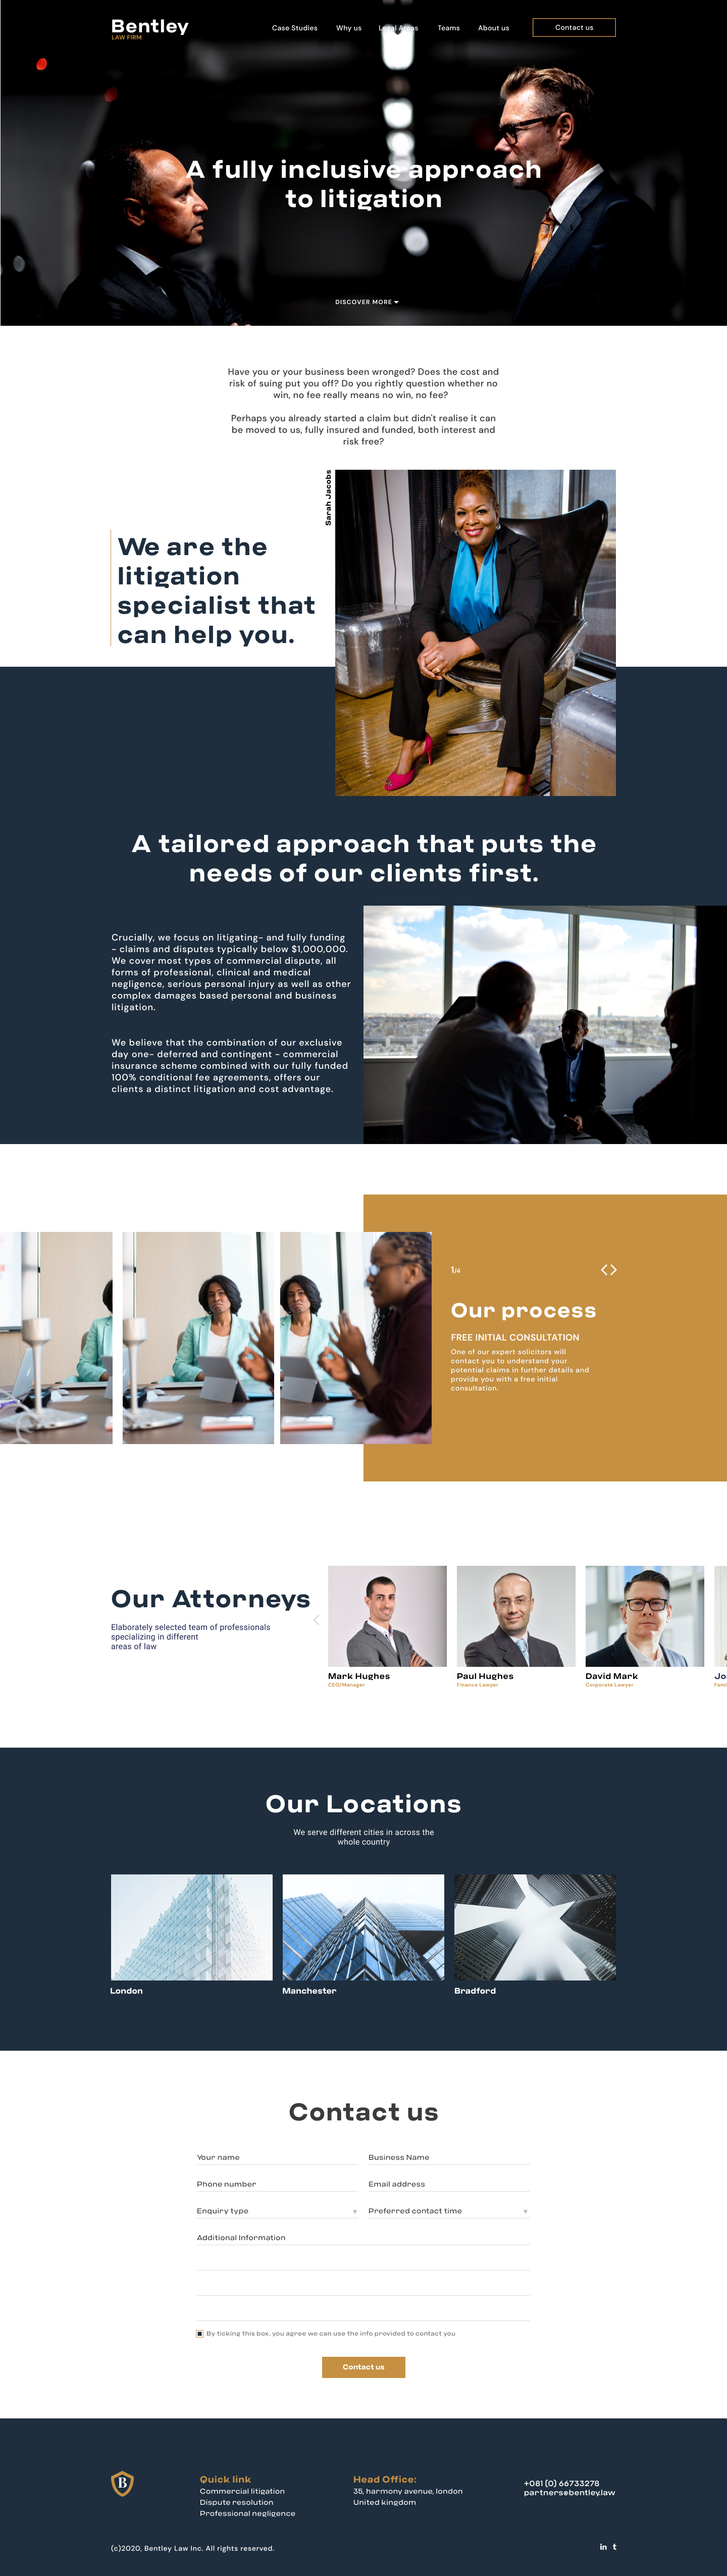 Bentley
LAW FIRM
Case Studies
Why us
Legal Areas
Teams
About us
Contact us
A fully inclusive approach
to litigation
DISCOVER MORE
Have you or your business been wronged? Does the cost and
risk of suing put you off? Do you rightly question whether no
win, no fee really means no win, no fee?
Perhaps you already started a claim but didn't realise it can
be moved to us, fully insured and funded, both interest and
risk free?
Sarah Jacobs
We are the
litigation
specialist that
can help you.
A tailored approach that puts the
needs of our clients first.
Crucially, we focus on litigating- and fully funding
- claims and disputes typically below $1,000,000.
We cover most types of commercial dispute, all
forms of professional, clinical and medical
negligence, serious personal injury as well as other
complex damages based personal and business
litigation.
We believe that the combination of our exclusive
day one- deferred and contingent - commercial
insurance scheme combined with our fully funded
100% conditional fee agreements, offers our
clients a distinct litigation and cost advantage.
1/4
Our process
FREE INITIAL CONSULTATION
One of our expert solicitors will
contact you to understand your
potential claims in further details and
provide you with a free initial
consultation.
Our Attorneys
Elaborately selected team of professionals
specializing in different
areas of law
Mark Hughes
CEO/Manager
Paul Hughes
Finance Lawyer
David Mark
Corporate Lawyer
Our Locations
We serve different cities in across the
whole country
London
Manchester
Bradford
Contact us
Your name
Business Name
Phone number
Email address
Enquiry type
Preferred contact time
Additional Information
By ticking this box, you agree we can use the info provided to contact you
Contact us
B
Quick link
Commercial litigation
Dispute resolution
Professional negligence
Head Office:
35, harmony avenue, london
United kingdom
+081 (0) 66733278
partners@bentley.law
(c)2020, Bentley Law Inc. All rights reserved.
in t